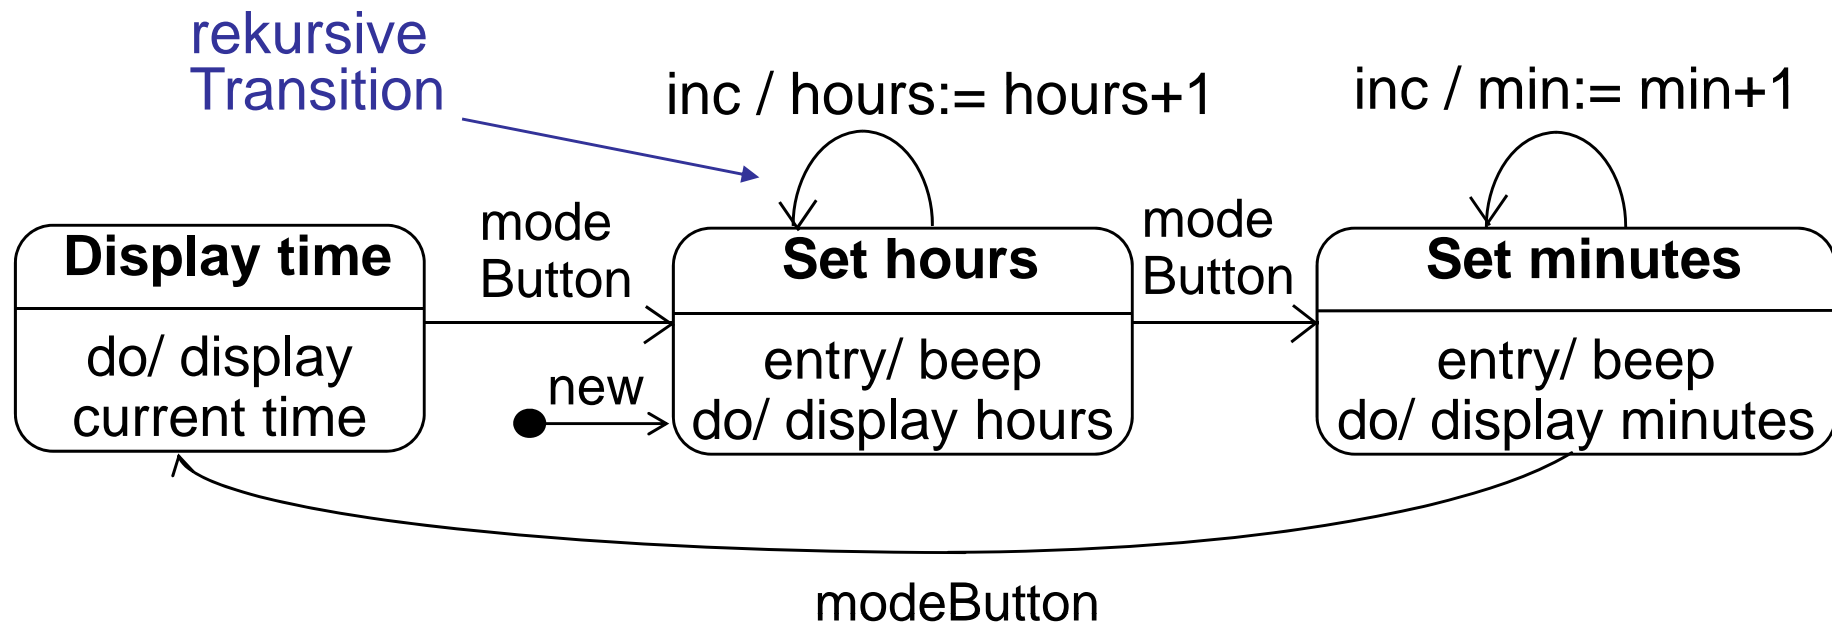 rekursive
Transition
inc / hours:= hours+1
inc / min:= min+1
Display time
do/ display
current time
mode
Button
new
Set hours
entry/ beep
do/ display hours
mode
Button
Set minutes
entry/ beep
do/ display minutes
modeButton